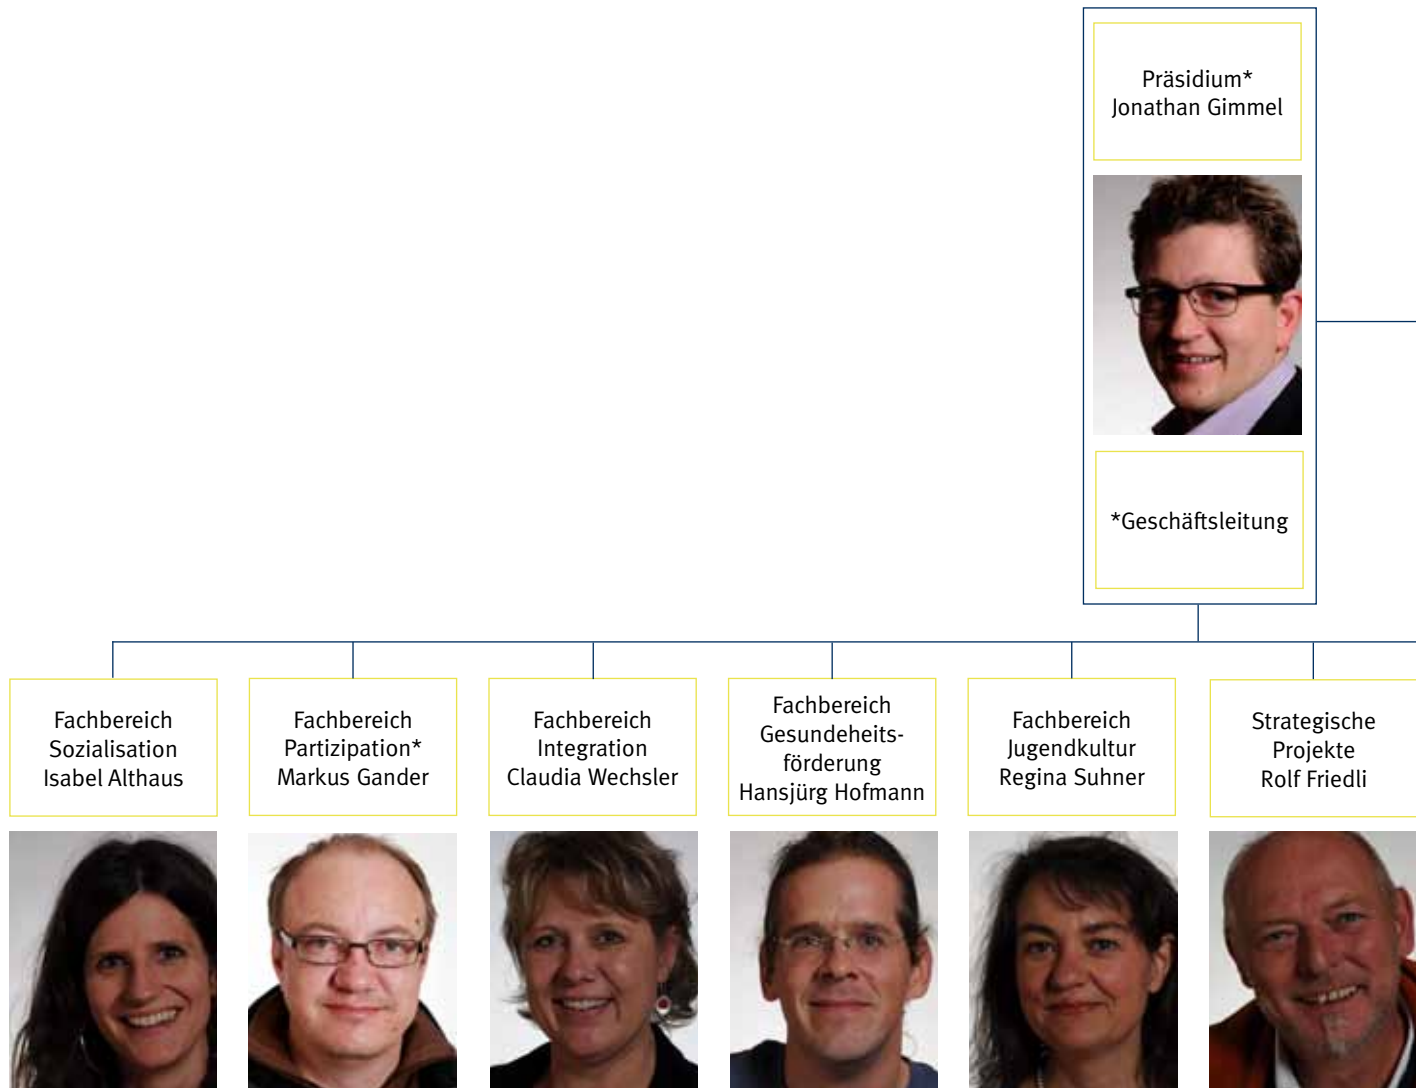 Präsidium*
Jonathan Gimmel
*Geschäftsleitung
Fachbereich
Sozialisation
Isabel Althaus
Fachbereich
Partizipation*
Markus Gander
Fachbereich
Integration
Claudia Wechsler
Fachbereich
Gesundeheits-
förderung
Hansjürg Hofmann
Fachbereich
Jugendkultur
Regina Suhner
Strategische
Projekte
Rolf Friedli